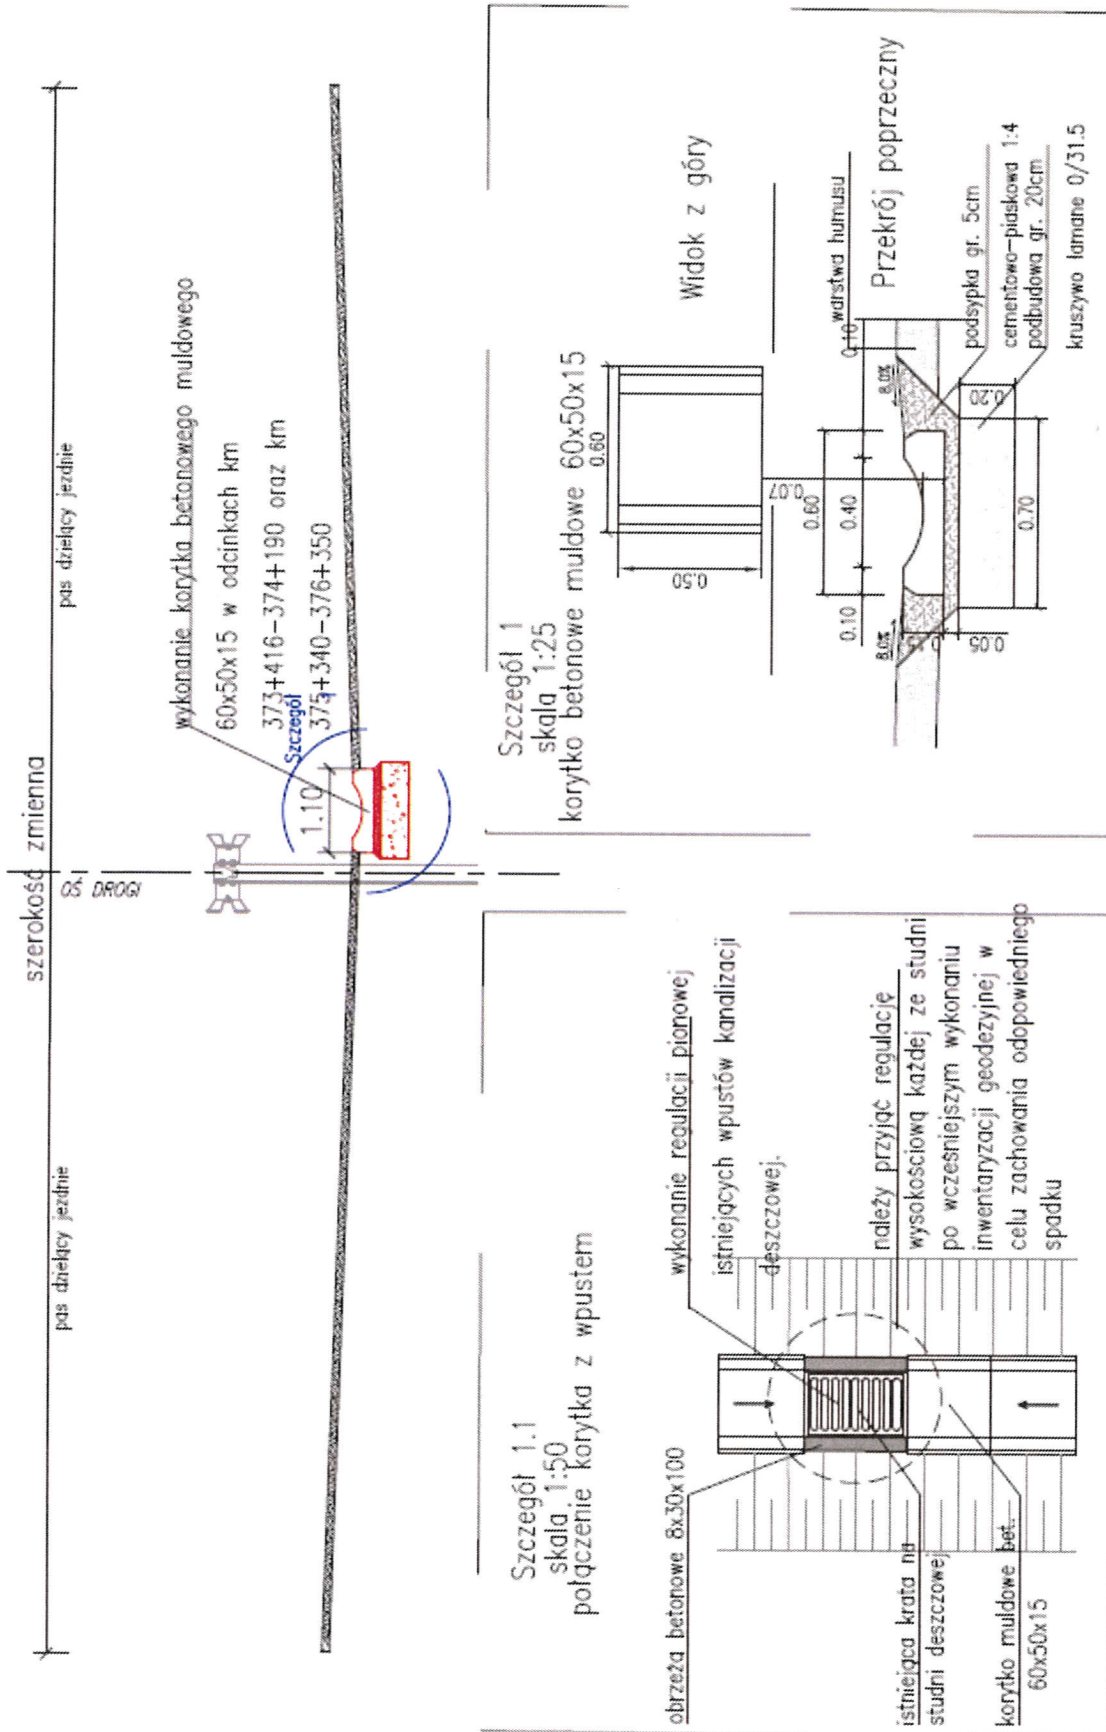 szerokość zmienna
pas dzielący jezdnie
pas dzielący jezdnie
OŚ DROGI
wykonanie korytka betonowego muldowego
60x50x15 w odcinkach km
373+416-374+190 oraz km
375+340-376+350
Szczegół
1.10
Szczegół 1.1
skala 1:50
połączenie korytka z wpustem
obrzeża betonowe 8x30x100
wykonanie regulacji pionowej
istniejących wpustów kanalizacji
deszczowej.
należy przyjąć regulację
wysokościową każdej ze studni
po wcześniejszym wykonaniu
inwentaryzacji geodezyjnej w
celu zachowania odopowiedniego
spadku
istniejąca krata na
studni deszczowej
korytko muldowe bet.
60x50x15
Szczegół 1
skala 1:25
korytko betonowe muldowe 60x50x15
Widok z góry
0.60
0.50
0.07
Przekrój poprzeczny
warstwa humusu
0.60
0.10
0.40
0.10
8.0%
8.0%
0.05
0.20
0.70
podsypka gr. 5cm
cementowo-piaskowa 1:4
podbudowa gr. 20cm
kruszywo łamane 0/31.5